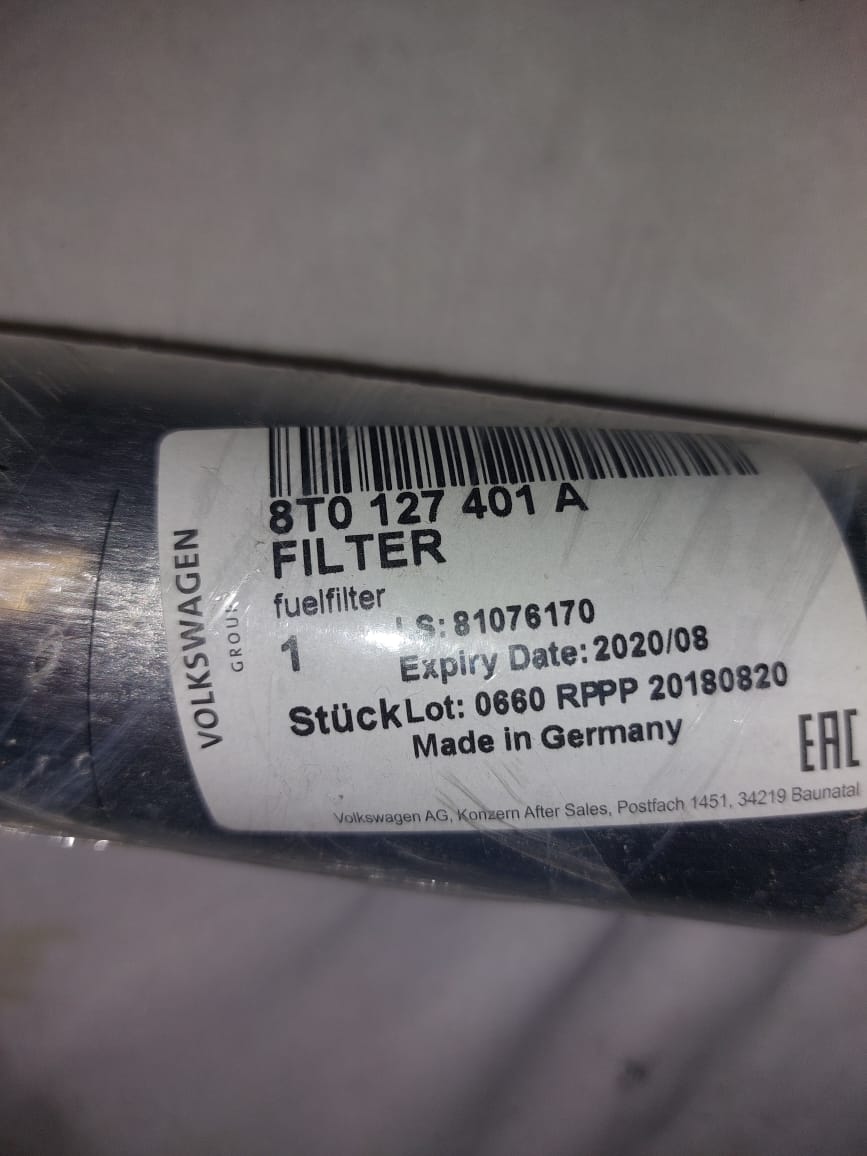 8T0 127 401 A
FILTER
fuelfilter
1
LS: 81076170
Expiry Date: 2020/08
Stück Lot: 0660 RPPP 20180820
Made in Germany
EAC
Volkswagen AG, Konzern After Sales, Postfach 1451, 34219 Baunatal
VOLKSWAGEN
GROUP